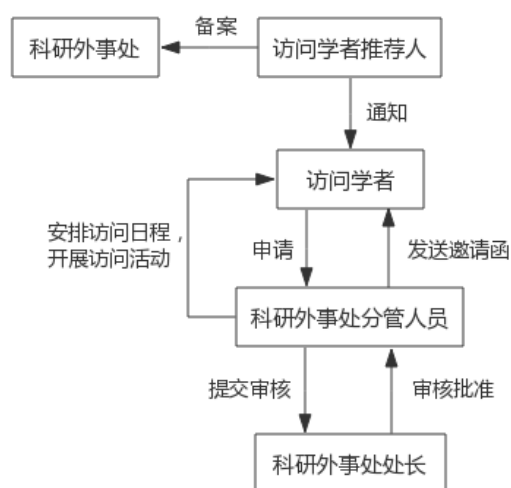 备案
科研外事处
访问学者推荐人
通知
访问学者
安排访问日程，
开展访问活动
申请
发送邀请函
科研外事处分管人员
提交审核
审核批准
科研外事处处长